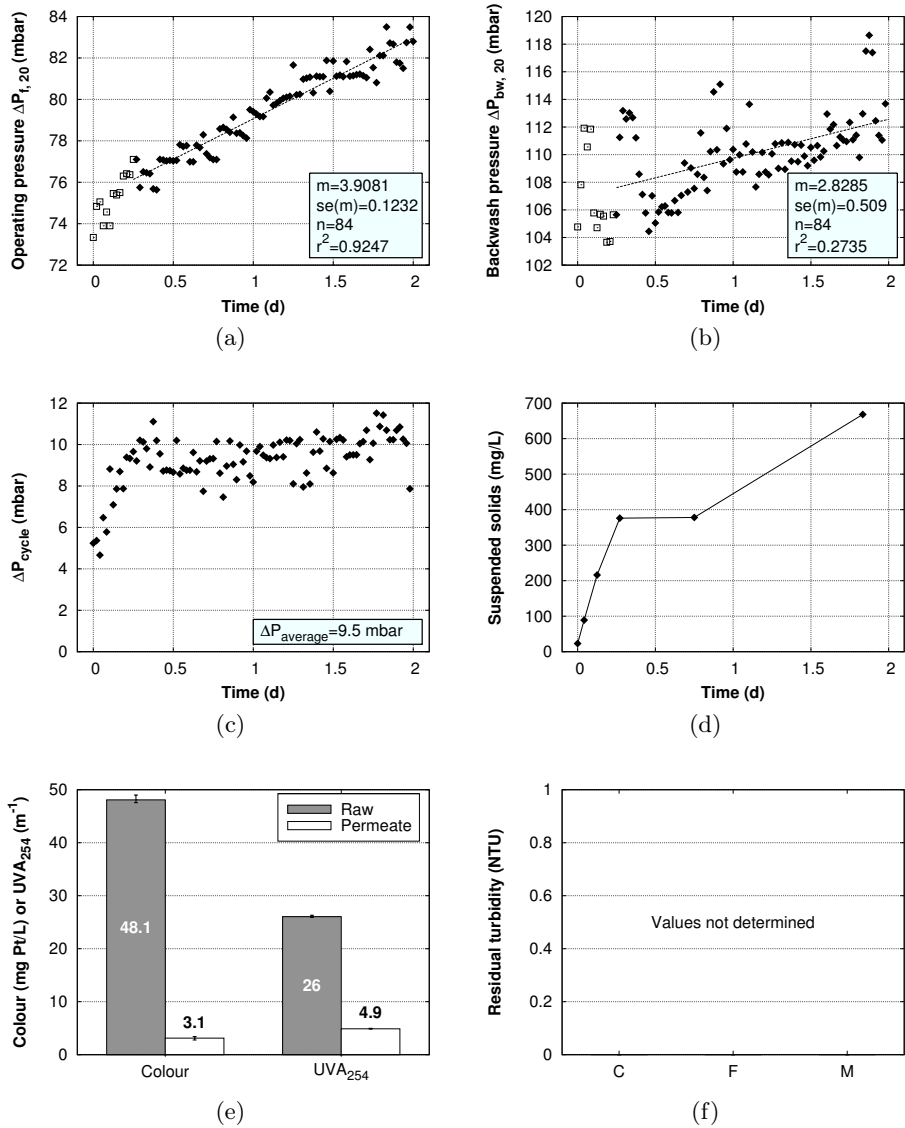 84
82
80
78
76
74
72
Operating pressure ΔP_f, 20 (mbar)
m=3.9081
se(m)=0.1232
n=84
r²=0.9247
0 0.5 1 1.5 2
Time (d)
(a)
120
118
116
114
112
110
108
106
104
102
Backwash pressure ΔP_bw, 20 (mbar)
m=2.8285
se(m)=0.509
n=84
r²=0.2735
0 0.5 1 1.5 2
Time (d)
(b)
12
10
8
6
4
2
0
ΔP_cycle (mbar)
ΔP_average=9.5 mbar
0 0.5 1 1.5 2
Time (d)
(c)
700
600
500
400
300
200
100
0
Suspended solids (mg/L)
0 0.5 1 1.5 2
Time (d)
(d)
50
40
30
20
10
0
Colour (mg Pt/L) or UVA₂₅₄ (m⁻¹)
Raw
Permeate
48.1
3.1
26
4.9
Colour UVA₂₅₄
(e)
1
0.8
0.6
0.4
0.2
0
Residual turbidity (NTU)
Values not determined
C F M
(f)